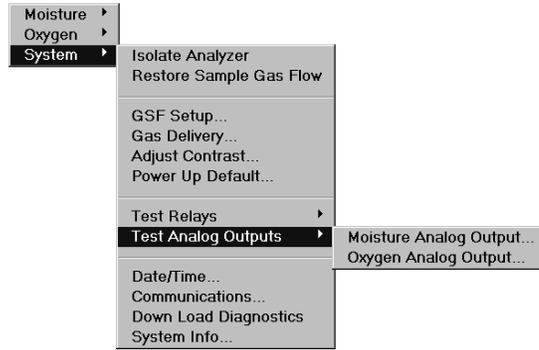 Moisture
Oxygen
System
Isolate Analyzer
Restore Sample Gas Flow
GSF Setup...
Gas Delivery...
Adjust Contrast...
Power Up Default...
Test Relays
Test Analog Outputs
Moisture Analog Output...
Oxygen Analog Output...
Date/Time...
Communications...
Down Load Diagnostics
System Info...